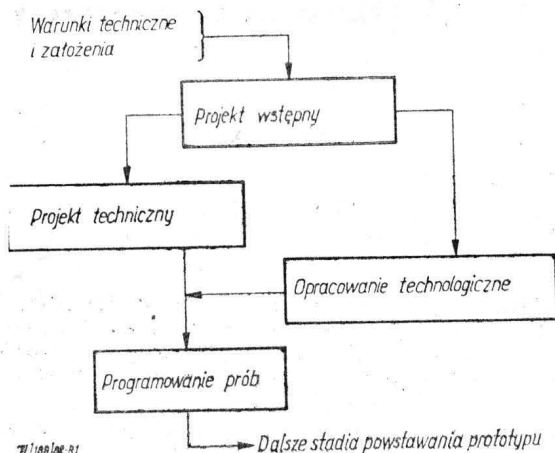 Warunki techniczne
i założenia
Projekt wstępny
Projekt techniczny
Opracowanie technologiczne
Programowanie prób
Dalsze stadia powstawania prototypu